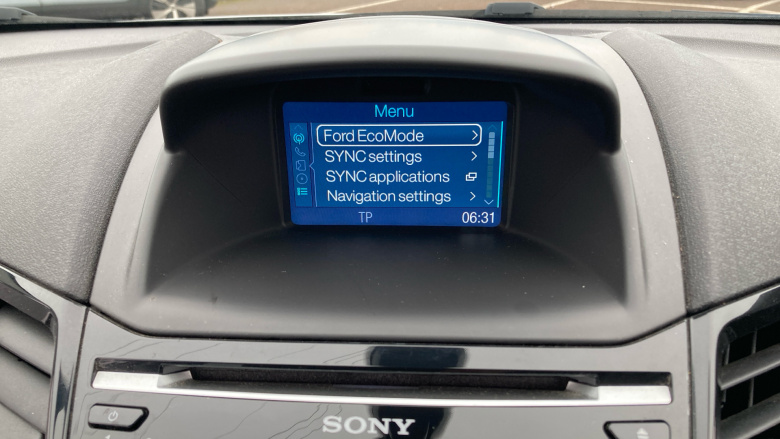 Menu
Ford EcoMode
SYNC settings
SYNC applications
Navigation settings
TP 06:31
SONY